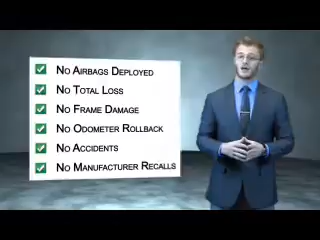 No Airbags Deployed
No Total Loss
No Frame Damage
No Odometer Rollback
No Accidents
No Manufacturer Recalls